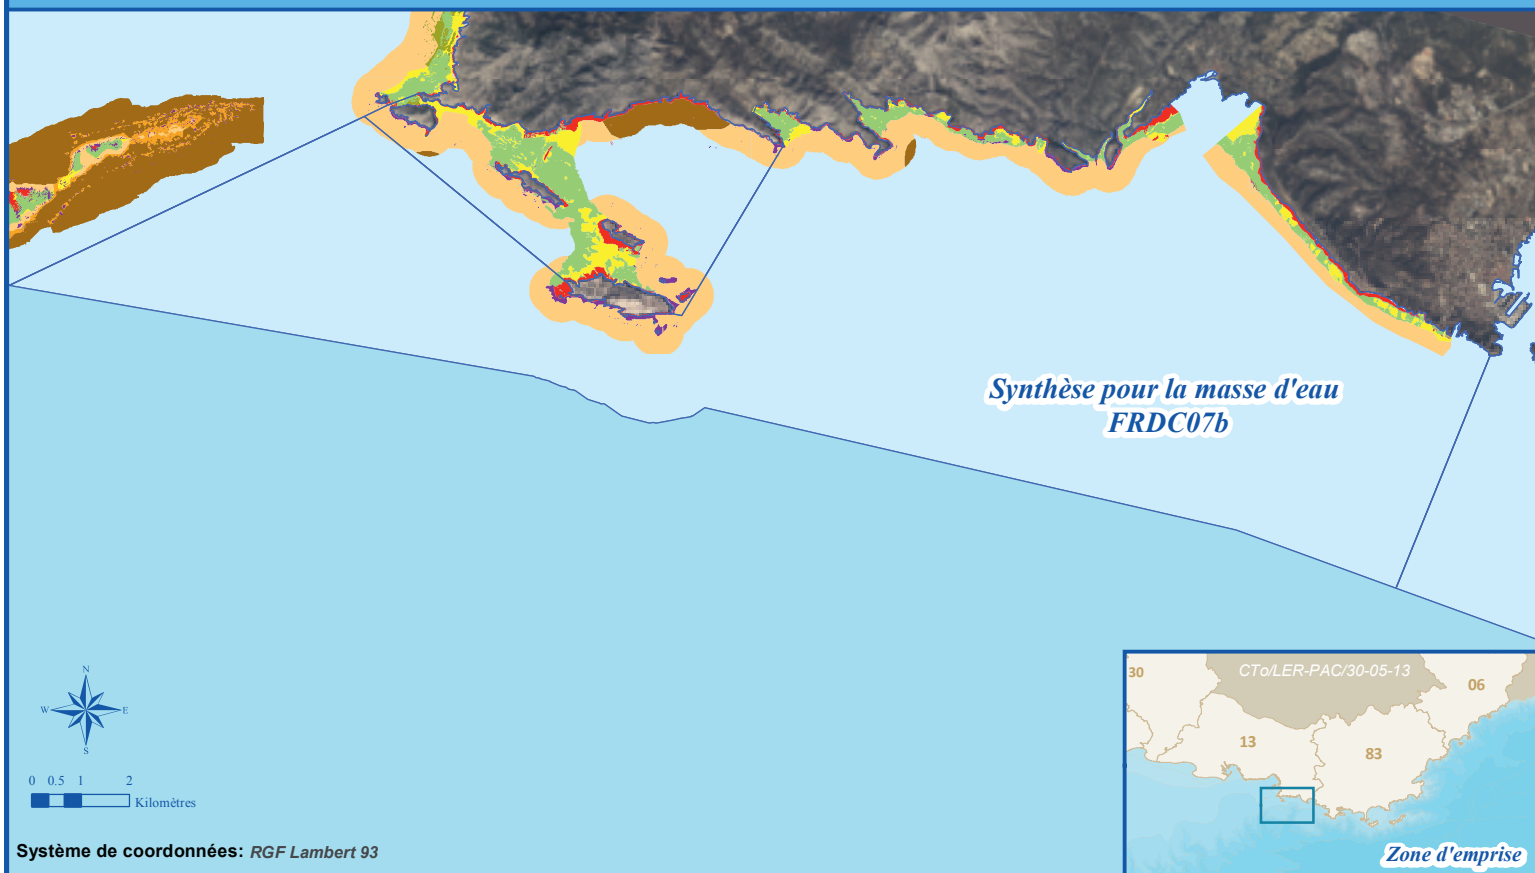 Synthèse pour la masse d'eau
FRDC07b
N
W
E
S
0 0.5 1 2
Kilomètres
Système de coordonnées: RGF Lambert 93
CTo/LER-PAC/30-05-13
30
06
13
83
Zone d'emprise